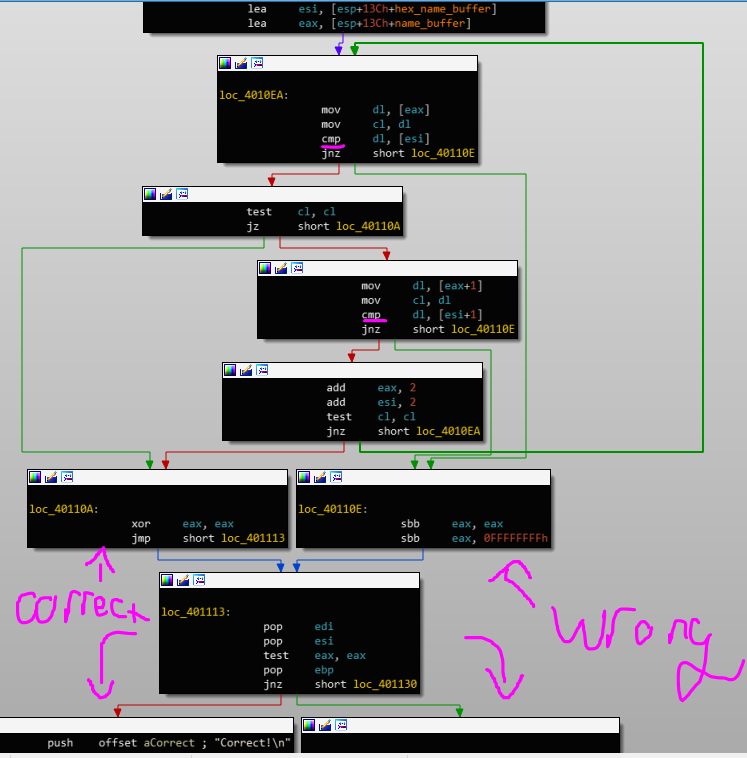 lea esi, [esp+13Ch+hex_name_buffer]
lea eax, [esp+13Ch+name_buffer]
loc_4010EA:
mov dl, [eax]
mov cl, dl
cmp dl, [esi]
jnz short loc_40110E
test cl, cl
jz short loc_40110A
mov dl, [eax+1]
mov cl, dl
cmp dl, [esi+1]
jnz short loc_40110E
add eax, 2
add esi, 2
test cl, cl
jnz short loc_4010EA
loc_40110A:
xor eax, eax
jmp short loc_401113
loc_40110E:
sbb eax, eax
sbb eax, 0FFFFFFFFh
correct
wrong
loc_401113:
pop edi
pop esi
test eax, eax
pop ebp
jnz short loc_401130
push offset aCorrect ; "Correct!\n"